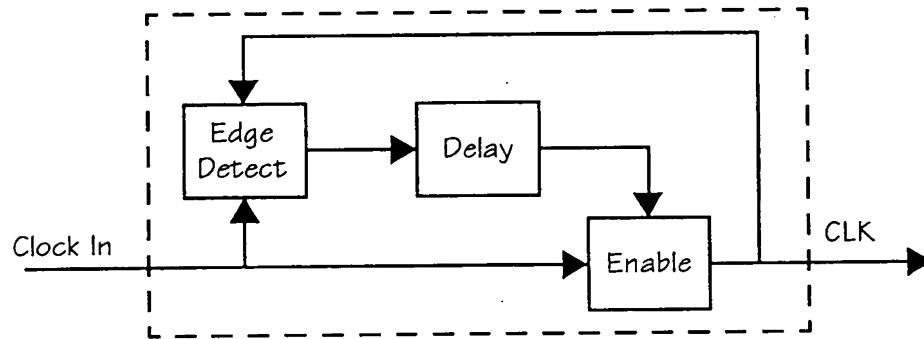 Edge
Detect
Delay
Clock In
Enable
CLK